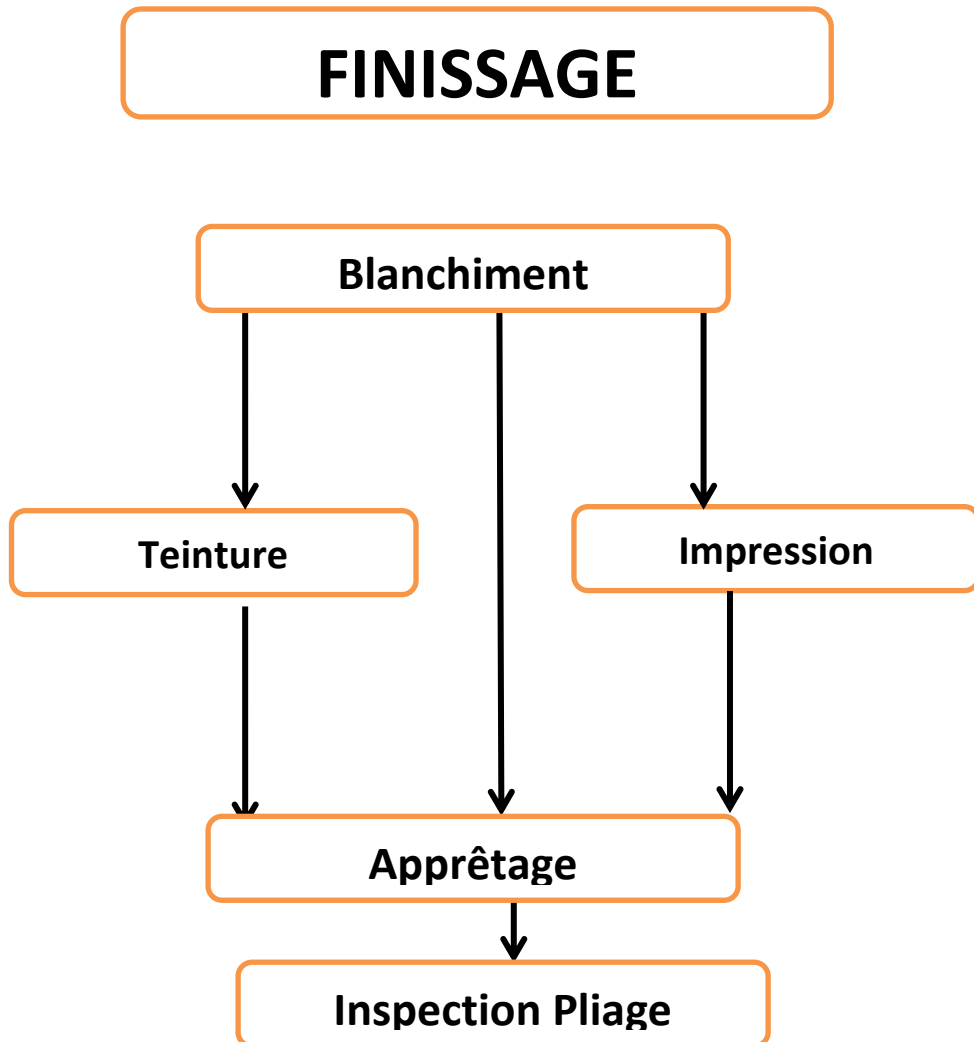 FINISSAGE
Blanchiment
Teinture
Impression
Apprêtage
Inspection Pliage